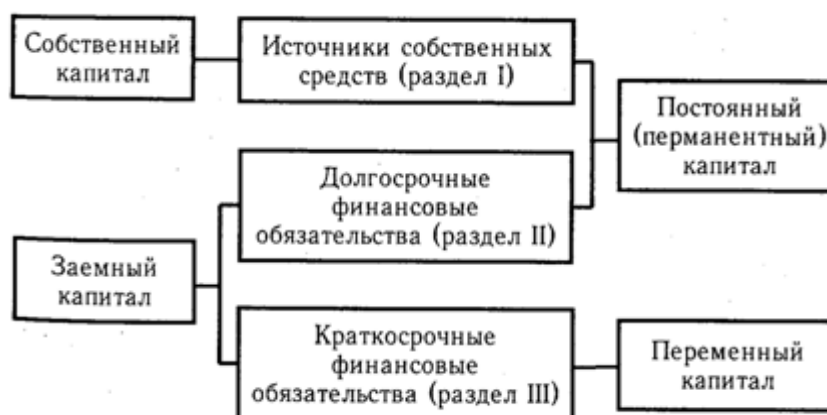 Собственный
капитал
Источники собственных
средств (раздел I)
Постоянный
(перманентный)
капитал
Долгосрочные
финансовые
обязательства (раздел II)
Заемный
капитал
Краткосрочные
финансовые
обязательства (раздел III)
Переменный
капитал